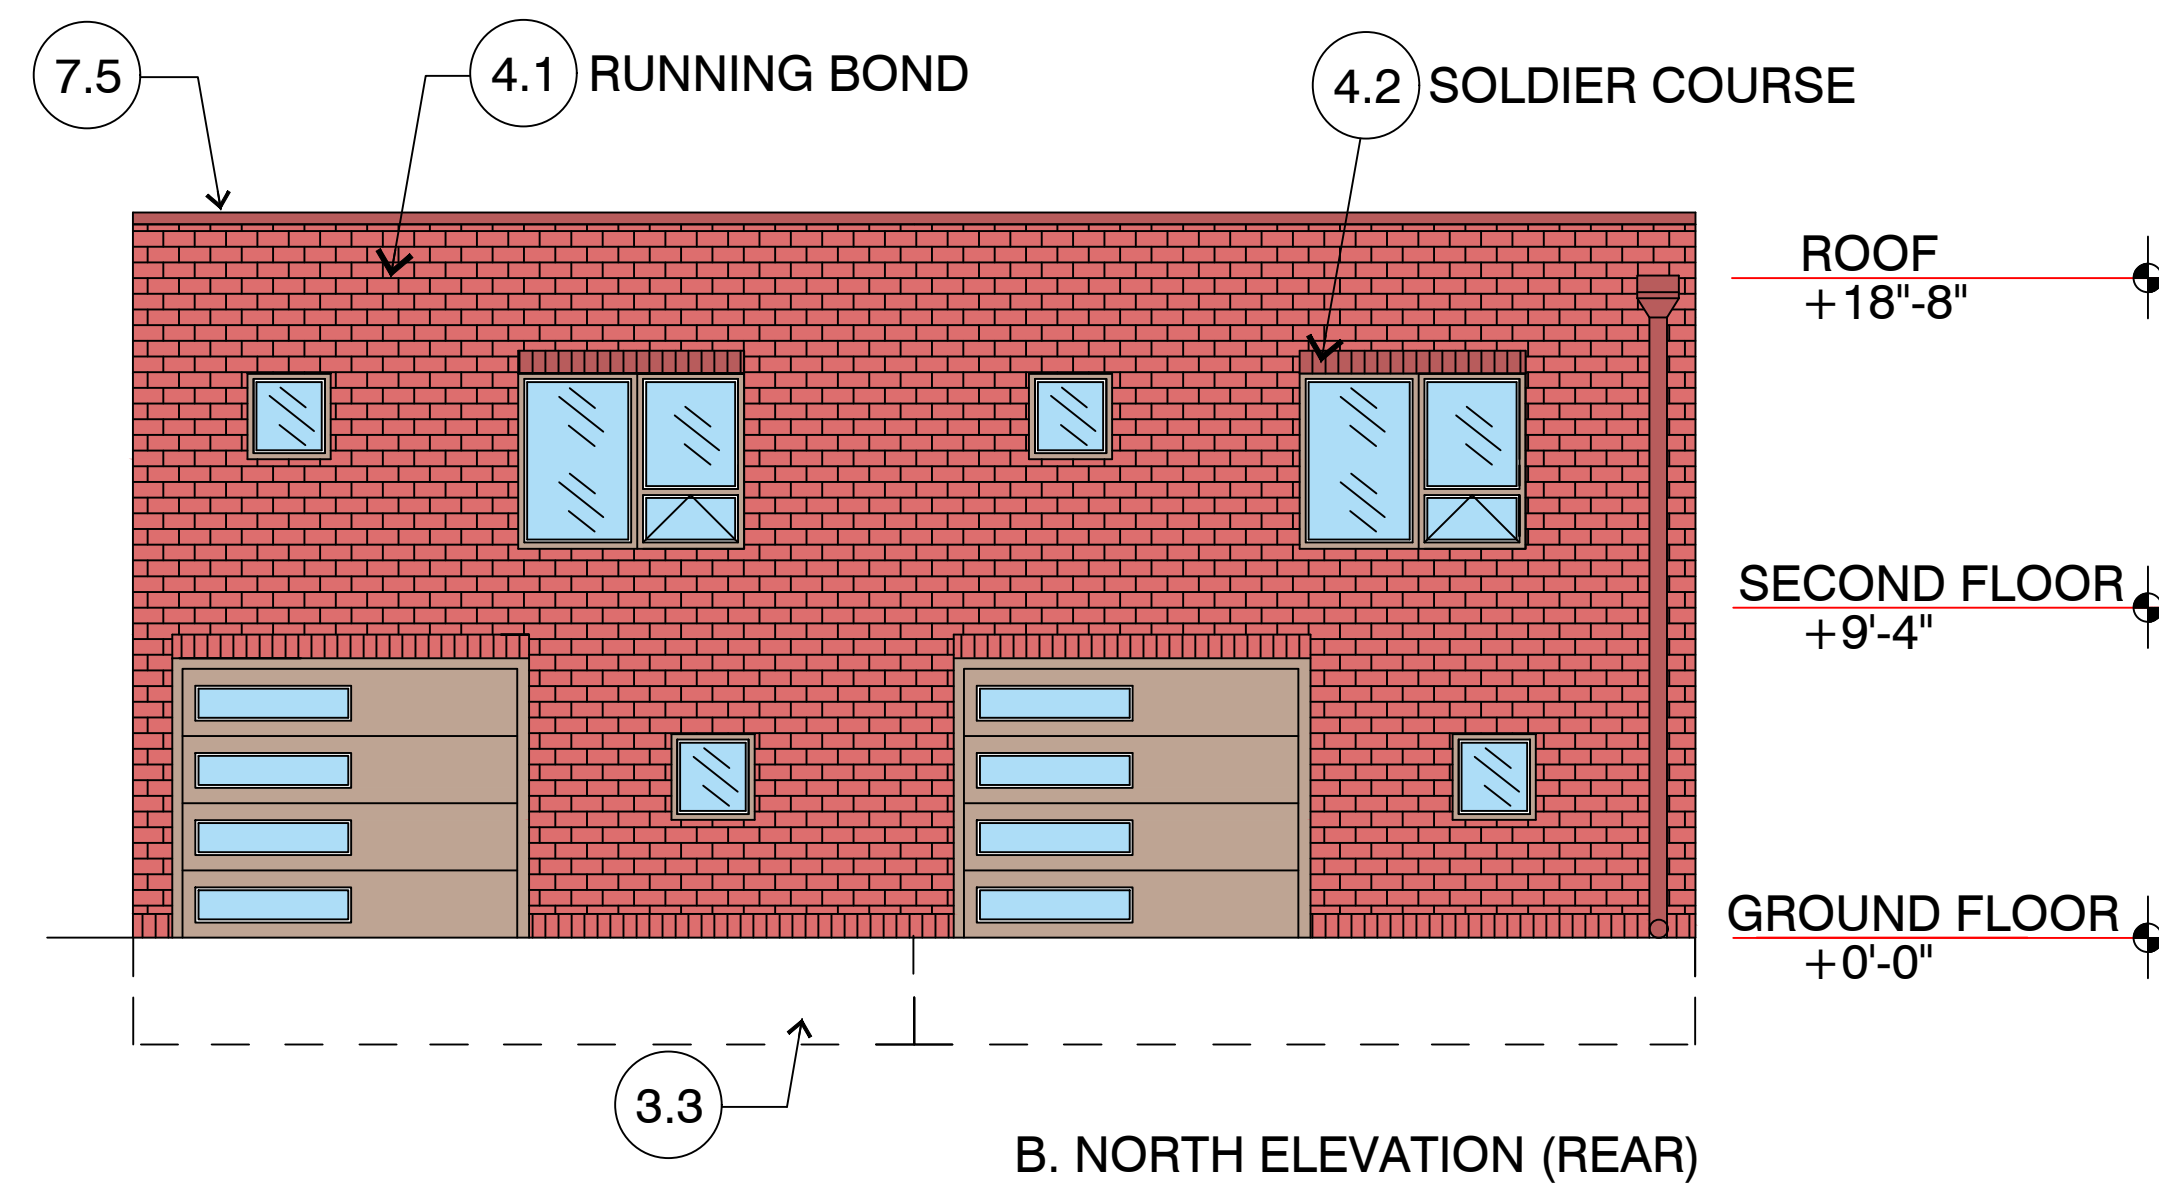 7.5
4.1 RUNNING BOND
4.2 SOLDIER COURSE
ROOF
+18"-8"
SECOND FLOOR
+9'-4"
GROUND FLOOR
+0'-0"
3.3
B. NORTH ELEVATION (REAR)